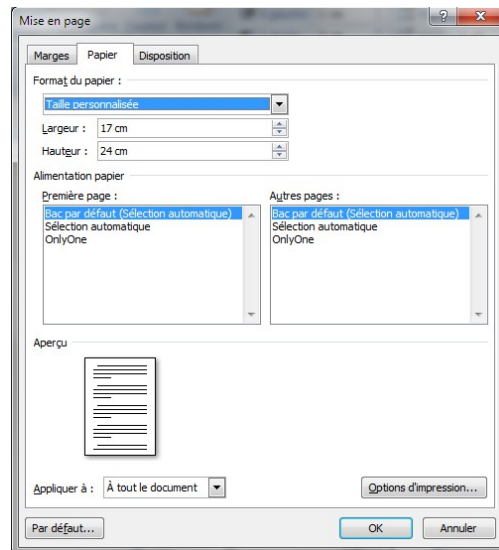 Mise en page
Marges Papier Disposition
Format du papier :
Taille personnalisée
Largeur : 17 cm
Hauteur : 24 cm
Alimentation papier
Première page : Autres pages :
Bac par défaut (Sélection automatique) Bac par défaut (Sélection automatique)
Sélection automatique Sélection automatique
OnlyOne OnlyOne
Aperçu
Appliquer à : À tout le document Options d'impression...
Par défaut... OK Annuler